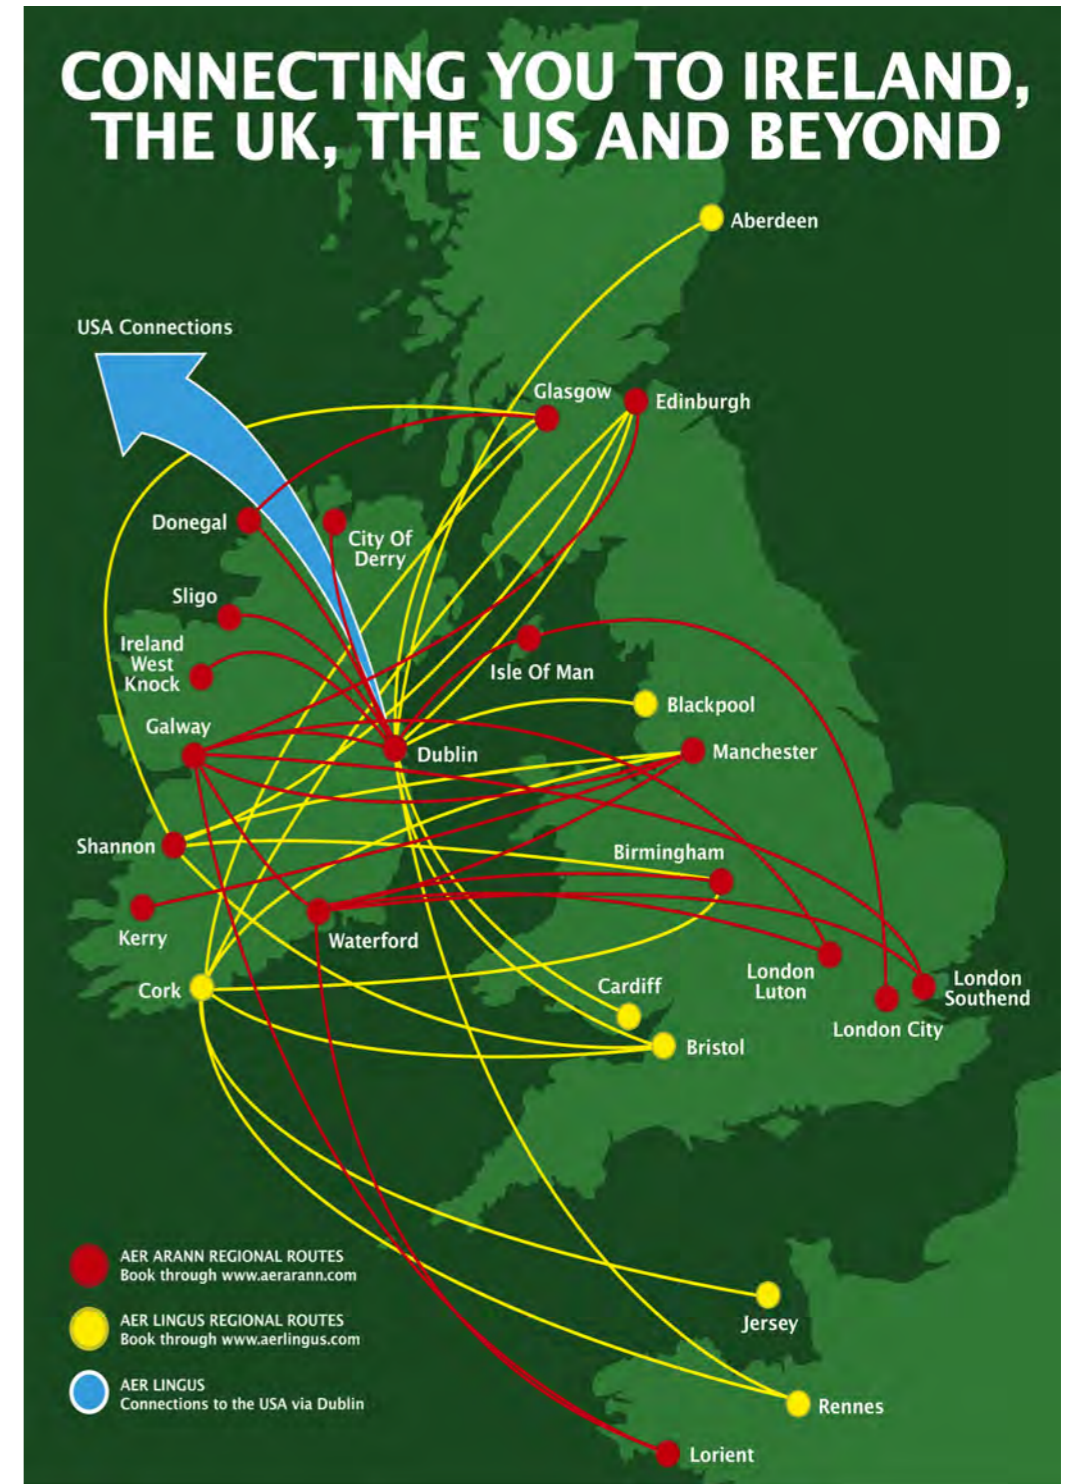 CONNECTING YOU TO IRELAND,
THE UK, THE US AND BEYOND
Aberdeen
USA Connections
Glasgow
Edinburgh
Donegal
City Of
Derry
Sligo
Ireland
West
Knock
Isle Of Man
Galway
Blackpool
Dublin
Manchester
Shannon
Birmingham
Kerry
Waterford
Cork
London
Luton
London
Southend
Cardiff
London City
Bristol
AER ARANN REGIONAL ROUTES
Book through www.aerarann.com
AER LINGUS REGIONAL ROUTES
Book through www.aerlingus.com
Jersey
AER LINGUS
Connections to the USA via Dublin
Rennes
Lorient